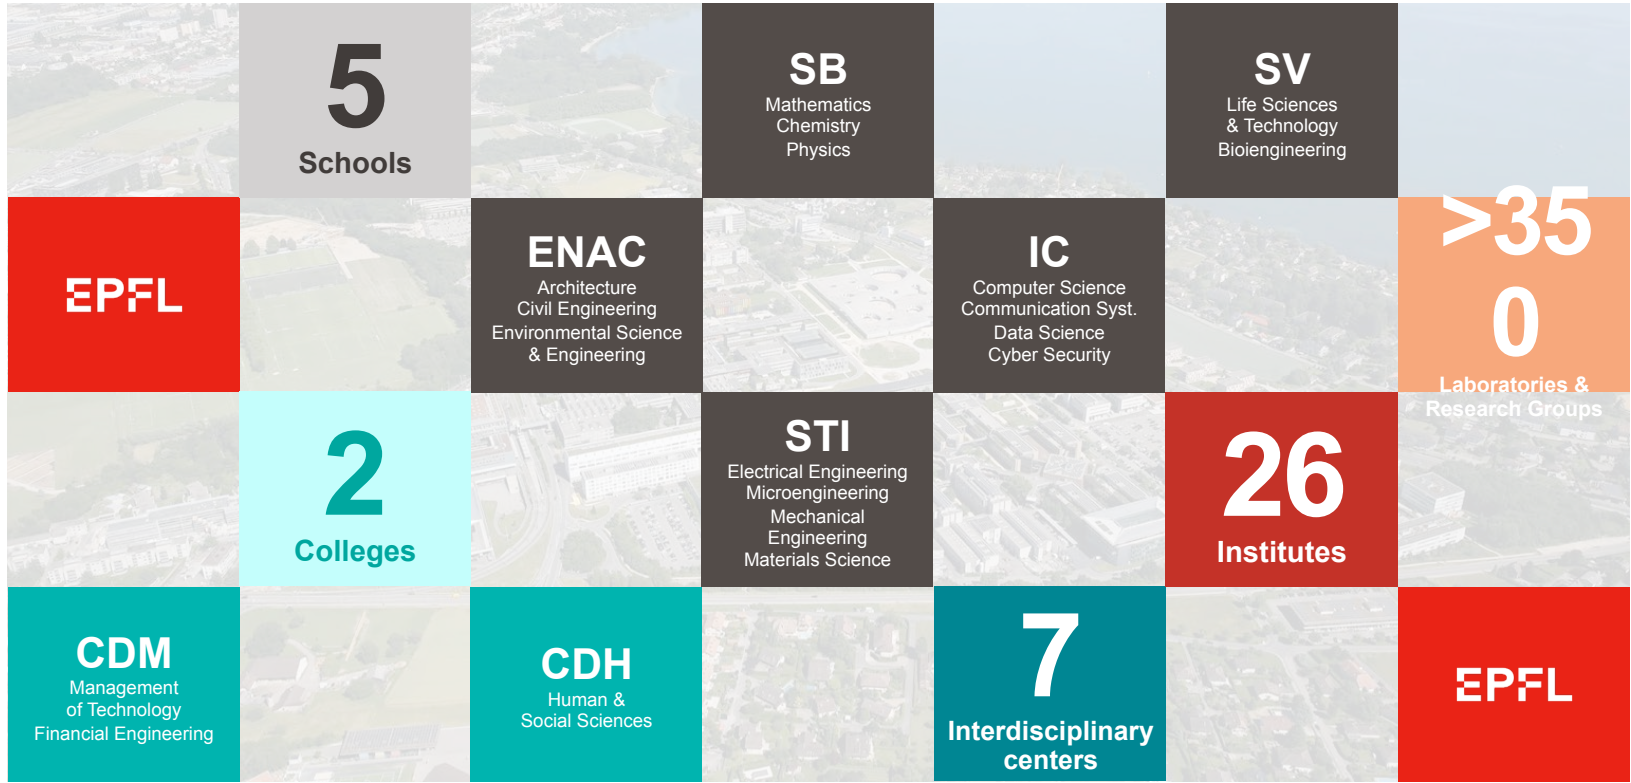 5
Schools
SB
Mathematics
Chemistry
Physics
SV
Life Sciences
& Technology
Bioiengineering
EPFL
ENAC
Architecture
Civil Engineering
Environmental Science
& Engineering
IC
Computer Science
Communication Syst.
Data Science
Cyber Security
>35
0
Laboratories &
Research Groups
2
Colleges
STI
Electrical Engineering
Microengineering
Mechanical
Engineering
Materials Science
26
Institutes
CDM
Management
of Technology
Financial Engineering
CDH
Human &
Social Sciences
7
Interdisciplinary
centers
EPFL